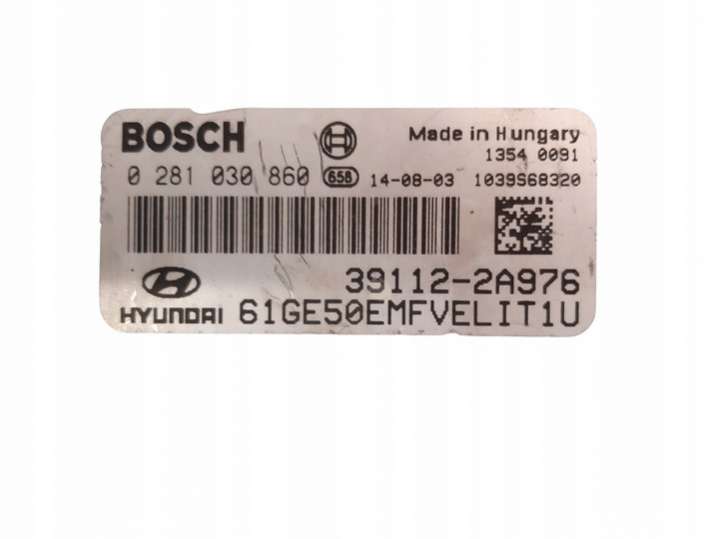 BOSCH Made in Hungary
1354 0091
0 281 030 860 658 14-08-03 1039S68320
39112-2A976
HYUNDAI 61GE50EMFVELIT1U